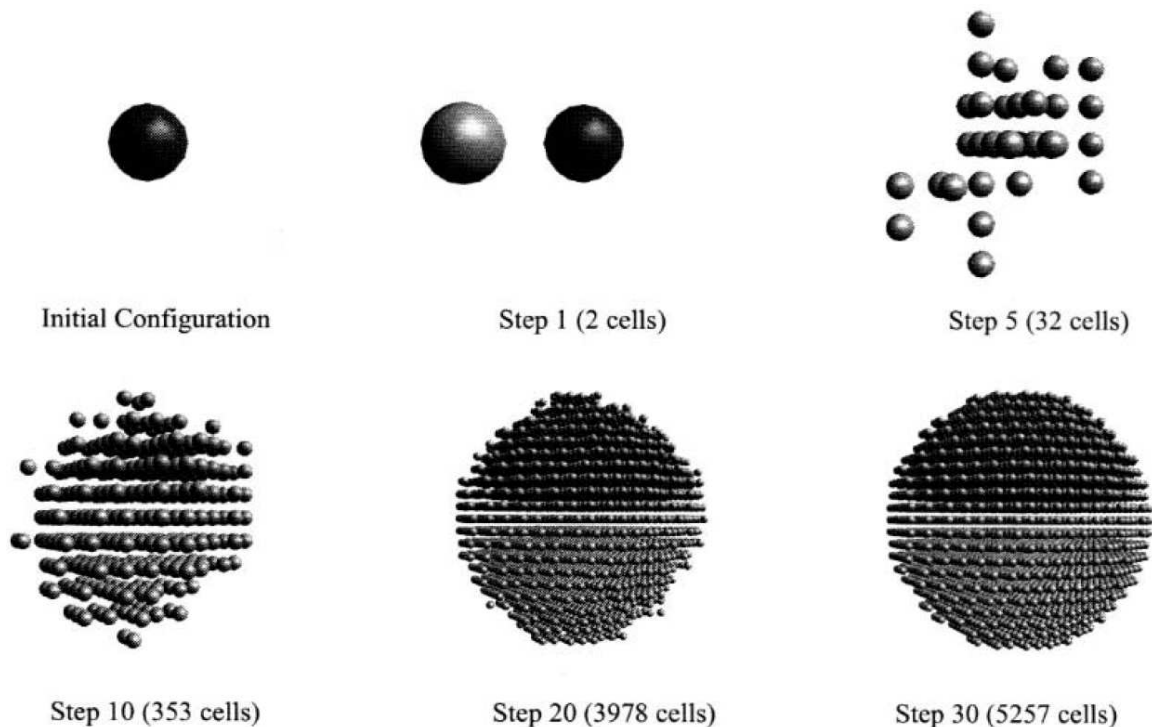 Initial Configuration
Step 1 (2 cells)
Step 5 (32 cells)
Step 10 (353 cells)
Step 20 (3978 cells)
Step 30 (5257 cells)